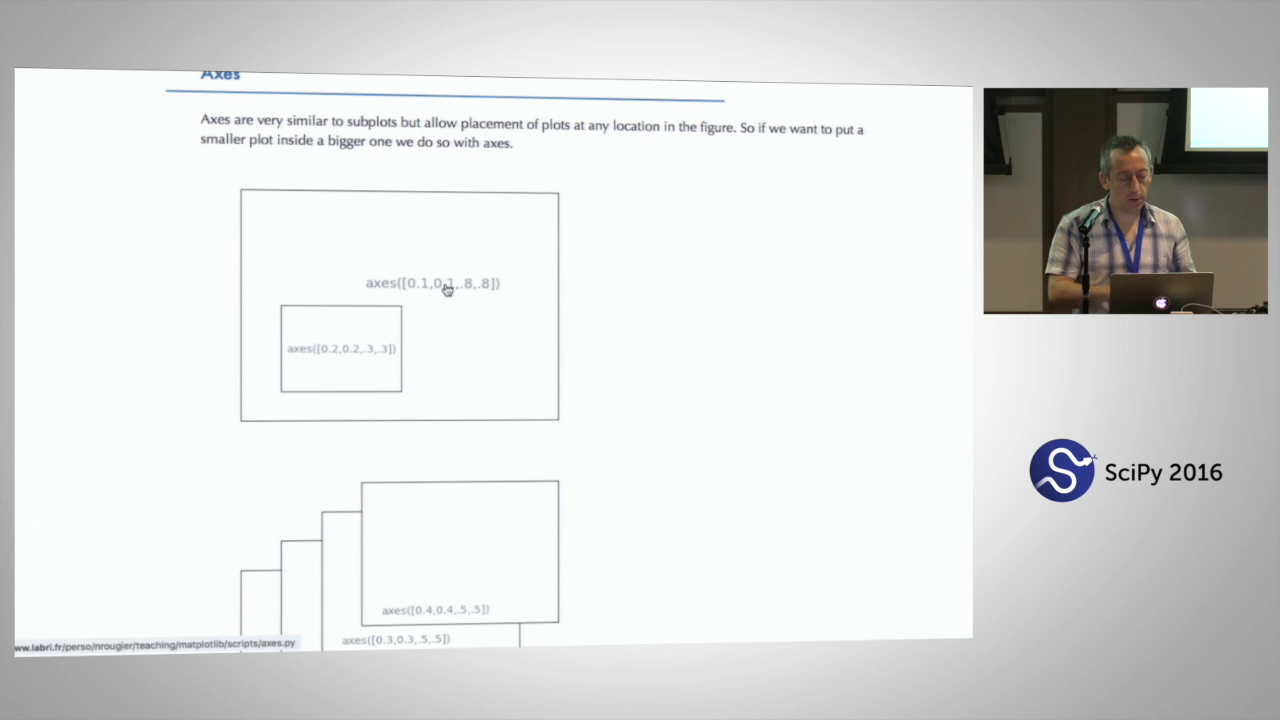 Axes
Axes are very similar to subplots but allow placement of plots at any location in the figure. So if we want to put a
smaller plot inside a bigger one we do so with axes.
axes([0.1,0.1,.8,.8])
axes([0.2,0.2,.3,.3])
axes([0.4,0.4,.5,.5])
axes([0.3,0.3,.5,.5])
ww.labri.fr/perso/nrougier/teaching/matplotlib/scripts/axes.py
SciPy 2016